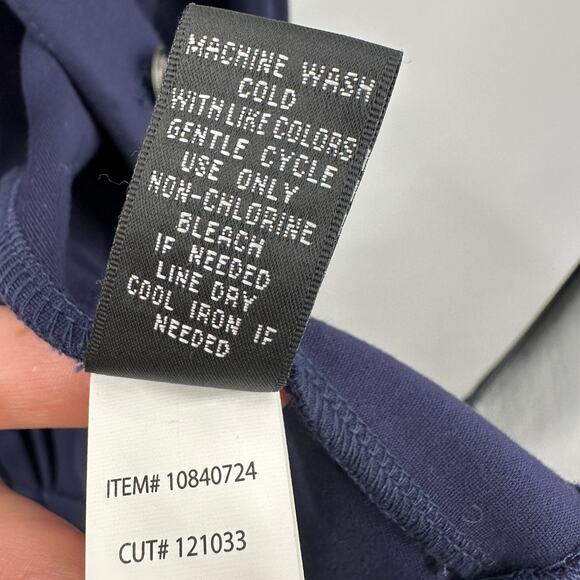 MACHINE WASH
COLD
WITH LIKE COLORS
GENTLE CYCLE
USE ONLY
NON-CHLORINE
BLEACH
IF NEEDED
LINE DRY
COOL IRON IF
NEEDED
ITEM# 10840724
CUT# 121033